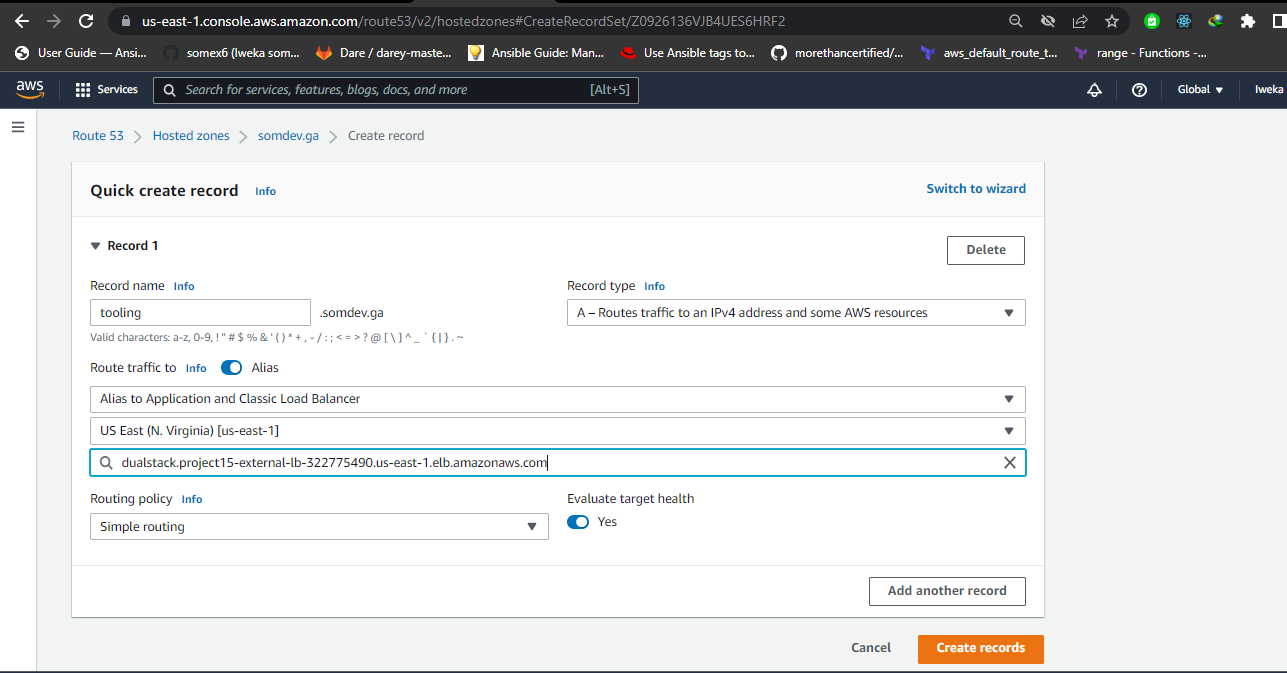 us-east-1.console.aws.amazon.com/route53/v2/hostedzones#CreateRecordSet/Z0926136VJB4UES6HRF2
User Guide — Ansi... somex6 (Iweka som... Dare / darey-maste... Ansible Guide: Man... Use Ansible tags to... morethancertified/... aws_default_route_t... range - Functions -...
aws Services Search for services, features, blogs, docs, and more [Alt+S] Global ▼ Iweka
Route 53 > Hosted zones > somdev.ga > Create record
Quick create record Info Switch to wizard
▼ Record 1 Delete
Record name Info Record type Info
tooling .somdev.ga A – Routes traffic to an IPv4 address and some AWS resources
Valid characters: a-z, 0-9, ! " # $ % & ' ( ) * + , - / : ; < = > ? @ [ \ ] ^ _ ` { | } . ~
Route traffic to Info Alias
Alias to Application and Classic Load Balancer
US East (N. Virginia) [us-east-1]
dualstack.project15-external-lb-322775490.us-east-1.elb.amazonaws.com
Routing policy Info Evaluate target health
Simple routing Yes
Add another record
Cancel Create records